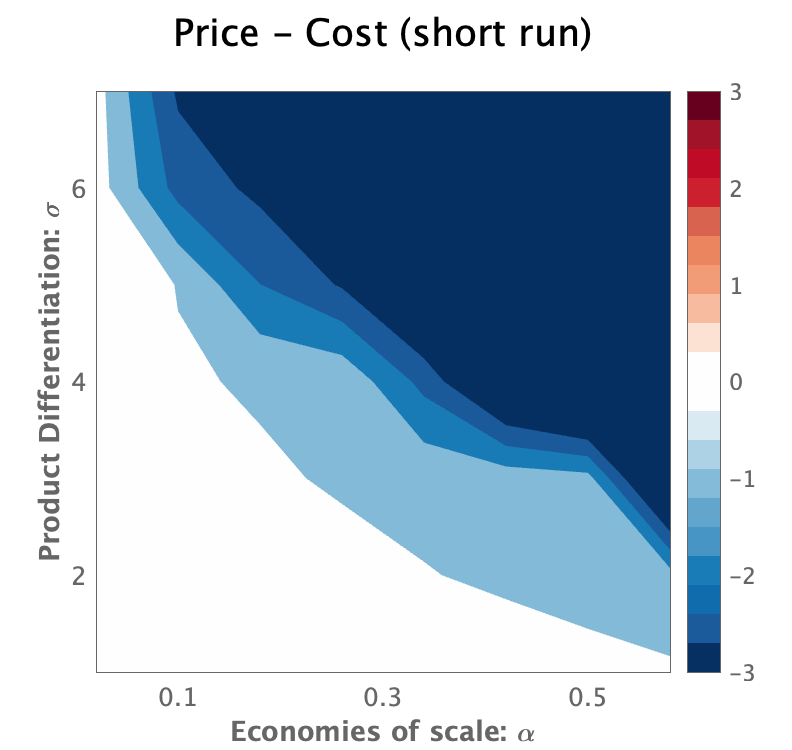 Price – Cost (short run)
3
2
1
0
−1
−2
−3
6
4
2
Product Differentiation: σ
0.1 0.3 0.5
Economies of scale: α